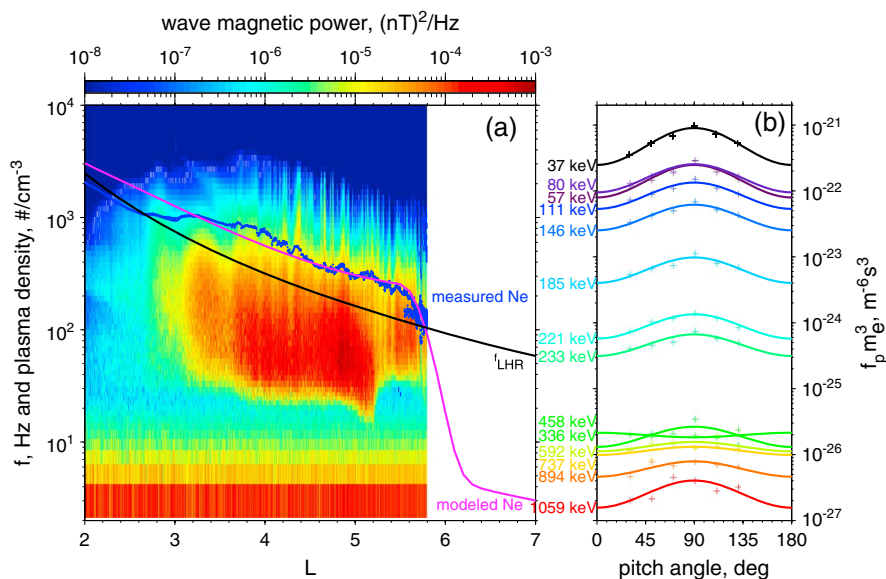 wave magnetic power, (nT)²/Hz
10⁻⁸ 10⁻⁷ 10⁻⁶ 10⁻⁵ 10⁻⁴ 10⁻³
(a)
f, Hz and plasma density, #/cm⁻³
10⁴
10³
10²
10¹
measured Ne
fLHR
modeled Ne
2 3 4 5 6 7
L
(b)
37 keV
80 keV
57 keV
111 keV
146 keV
185 keV
221 keV
233 keV
458 keV
336 keV
592 keV
737 keV
894 keV
1059 keV
10⁻²¹
10⁻²²
10⁻²³
10⁻²⁴
10⁻²⁵
10⁻²⁶
10⁻²⁷
fₚ mₑ³, m⁻⁶s³
0 45 90 135 180
pitch angle, deg